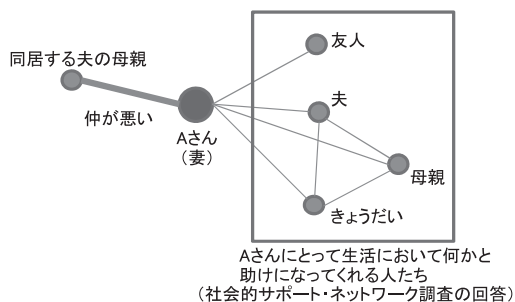 友人
同居する夫の母親
夫
仲が悪い
Aさん
（妻）
母親
きょうだい
Aさんにとって生活において何かと
助けになってくれる人たち
（社会的サポート・ネットワーク調査の回答）